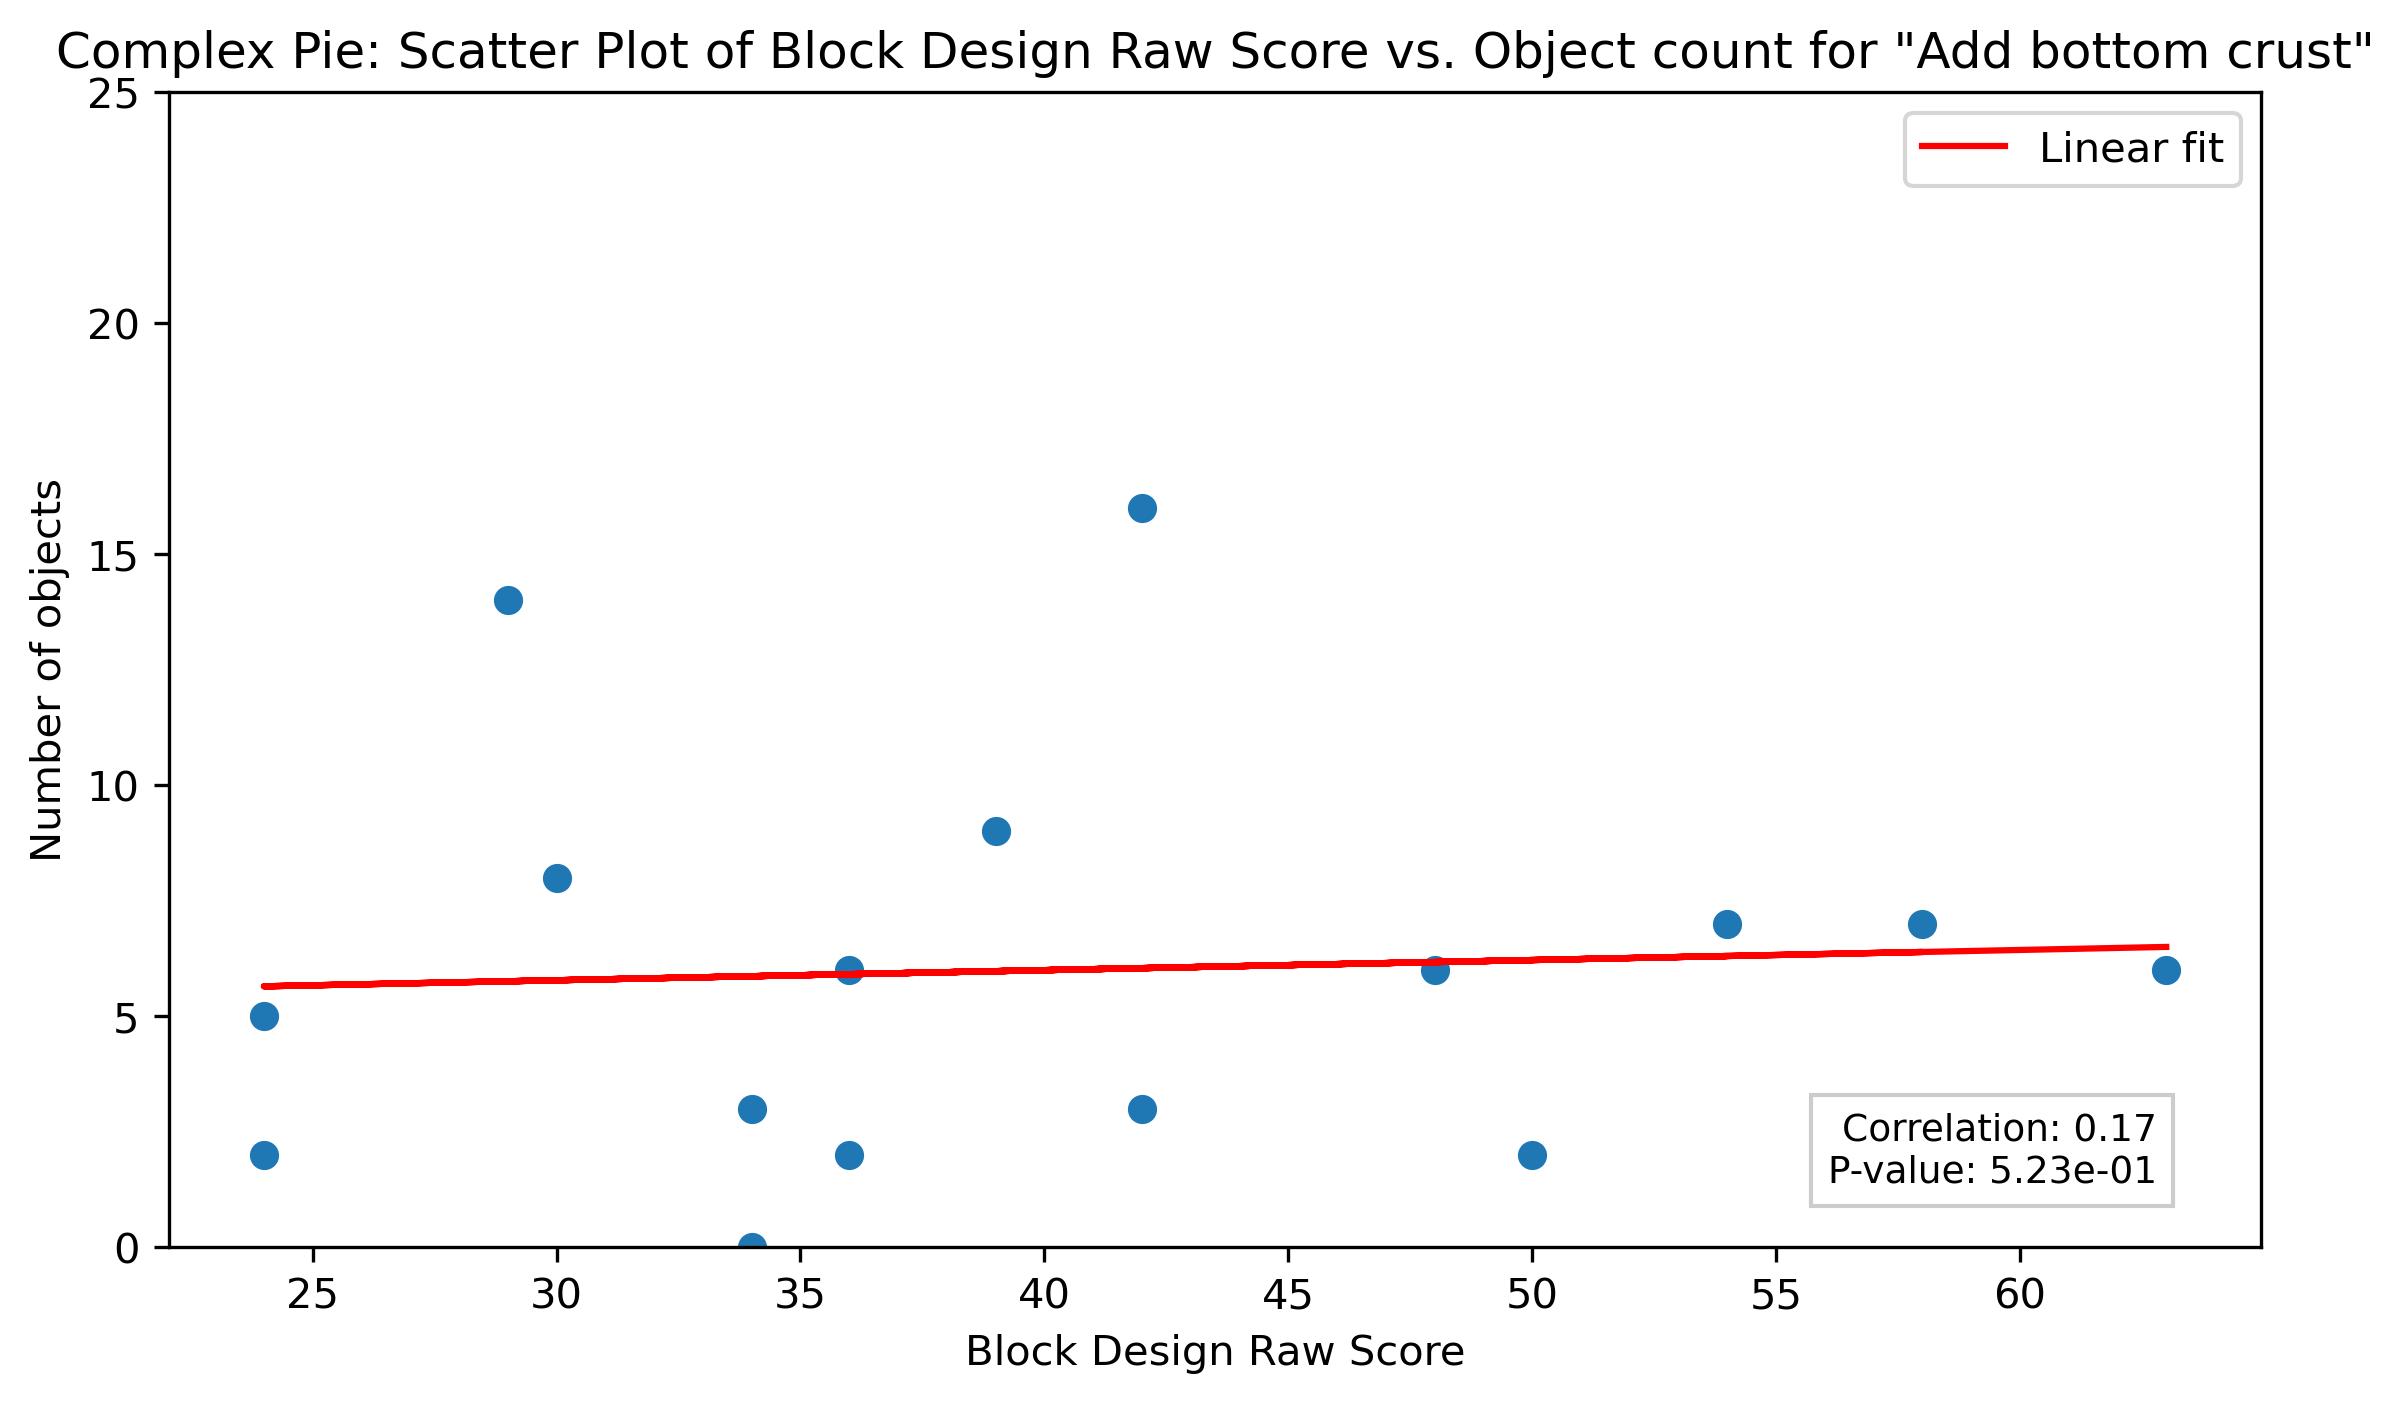 Complex Pie: Scatter Plot of Block Design Raw Score vs. Object count for "Add bottom crust"
Linear fit
Number of objects
25
20
15
10
5
0
Correlation: 0.17
P-value: 5.23e-01
25 30 35 40 45 50 55 60
Block Design Raw Score